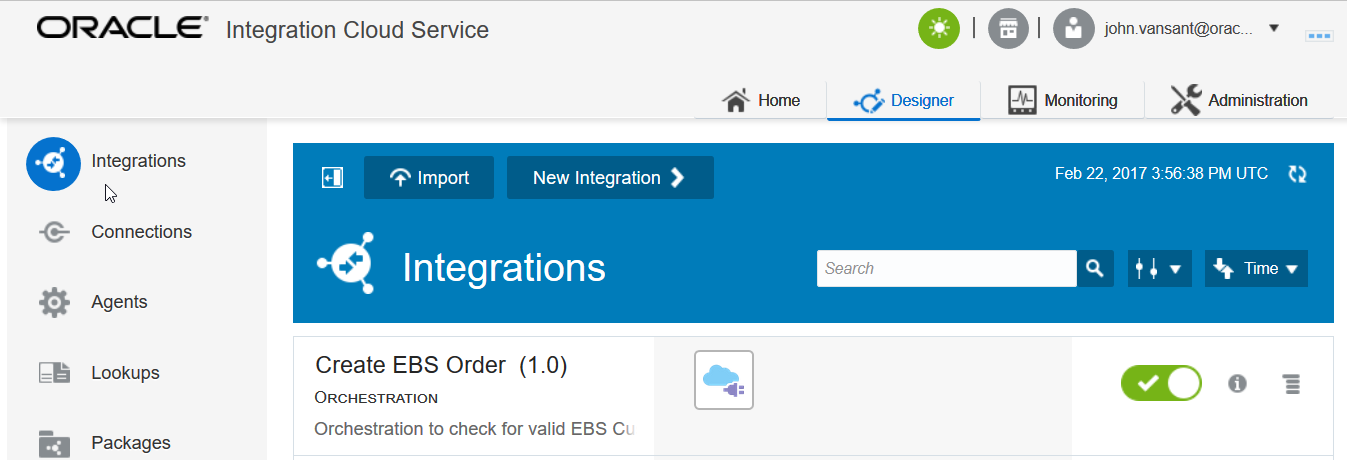 ORACLE Integration Cloud Service
john.vansant@orac...
Home Designer Monitoring Administration
Integrations
Connections
Agents
Lookups
Packages
Import New Integration Feb 22, 2017 3:56:38 PM UTC
Integrations Search Time
Create EBS Order (1.0)
ORCHESTRATION
Orchestration to check for valid EBS Cu